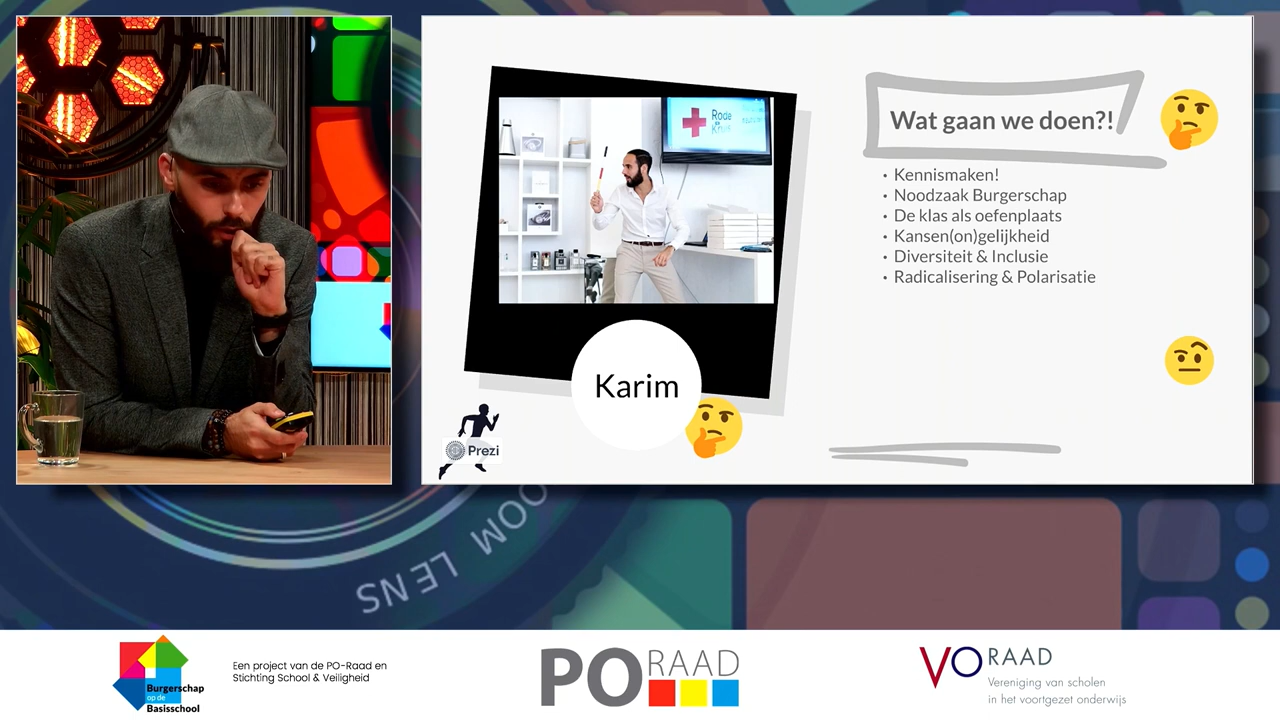 Rode
Kruis
Wat gaan we doen?!
• Kennismaken!
• Noodzaak Burgerschap
• De klas als oefenplaats
• Kansen(on)gelijkheid
• Diversiteit & Inclusie
• Radicalisering & Polarisatie
Karim
Prezi
OOM LENS
Burgerschap
op de
Basisschool
Een project van de PO-Raad en
Stichting School & Veiligheid
PO RAAD
VO RAAD
Vereniging van scholen
in het voortgezet onderwijs